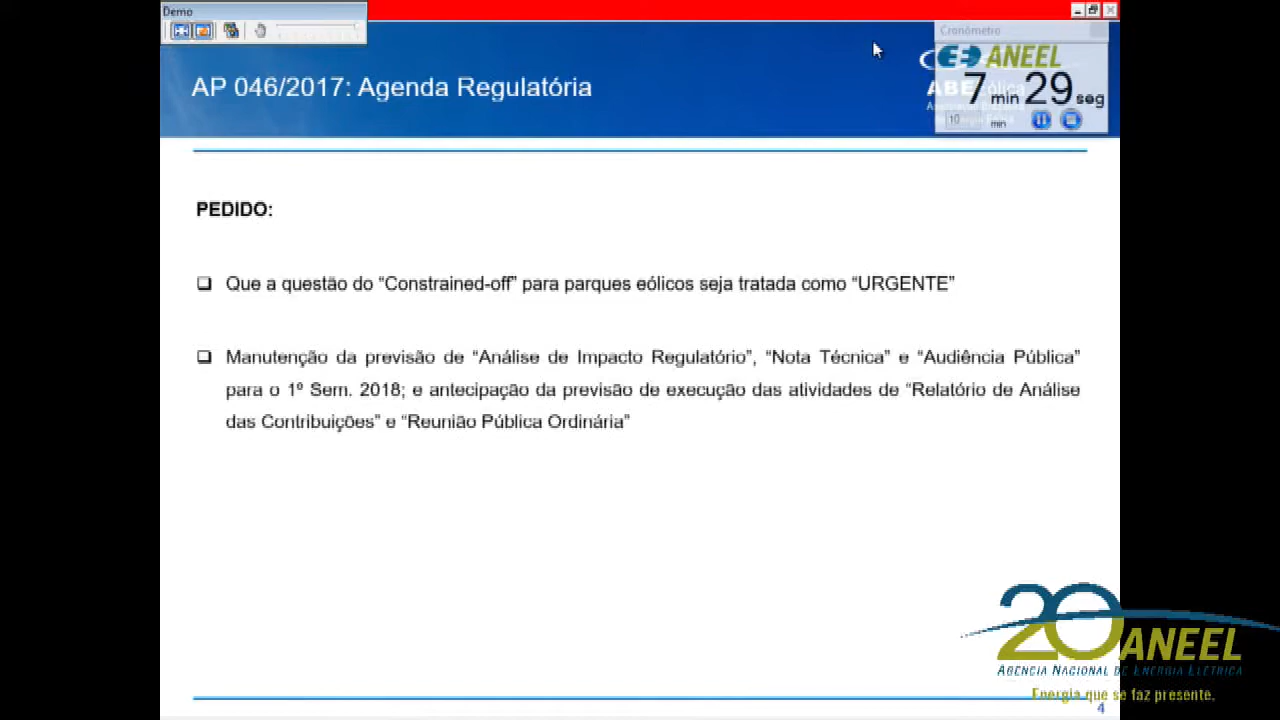 Demo
Cronômetro
AP 046/2017: Agenda Regulatória
ANEEL
7 min 29 seg
10 min
PEDIDO:
Que a questão do “Constrained-off” para parques eólicos seja tratada como “URGENTE”
Manutenção da previsão de “Análise de Impacto Regulatório”, “Nota Técnica” e “Audiência Pública”
para o 1º Sem. 2018; e antecipação da previsão de execução das atividades de “Relatório de Análise
das Contribuições” e “Reunião Pública Ordinária”
20 ANEEL
AGÊNCIA NACIONAL DE ENERGIA ELÉTRICA
Energia que se faz presente.
4